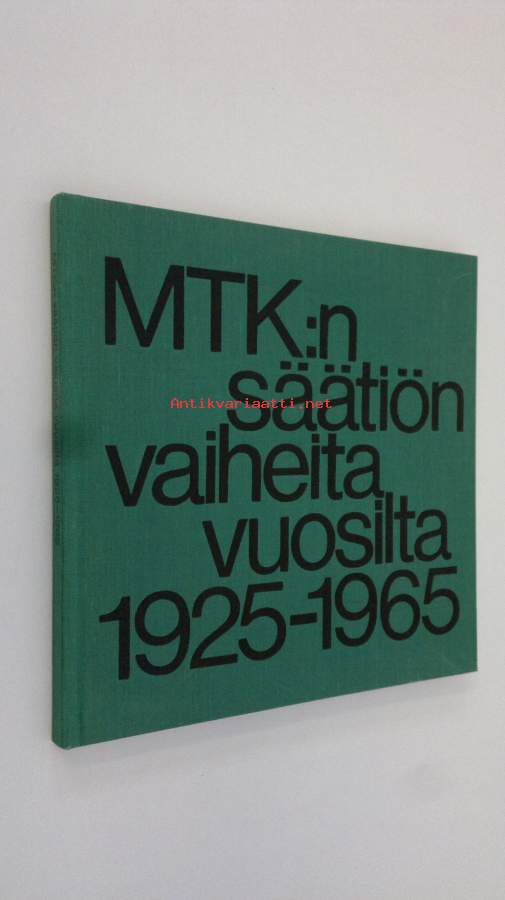 MTK:n
säätiön
Antikvariaatti.net
vaiheita
vuosilta
1925-1965